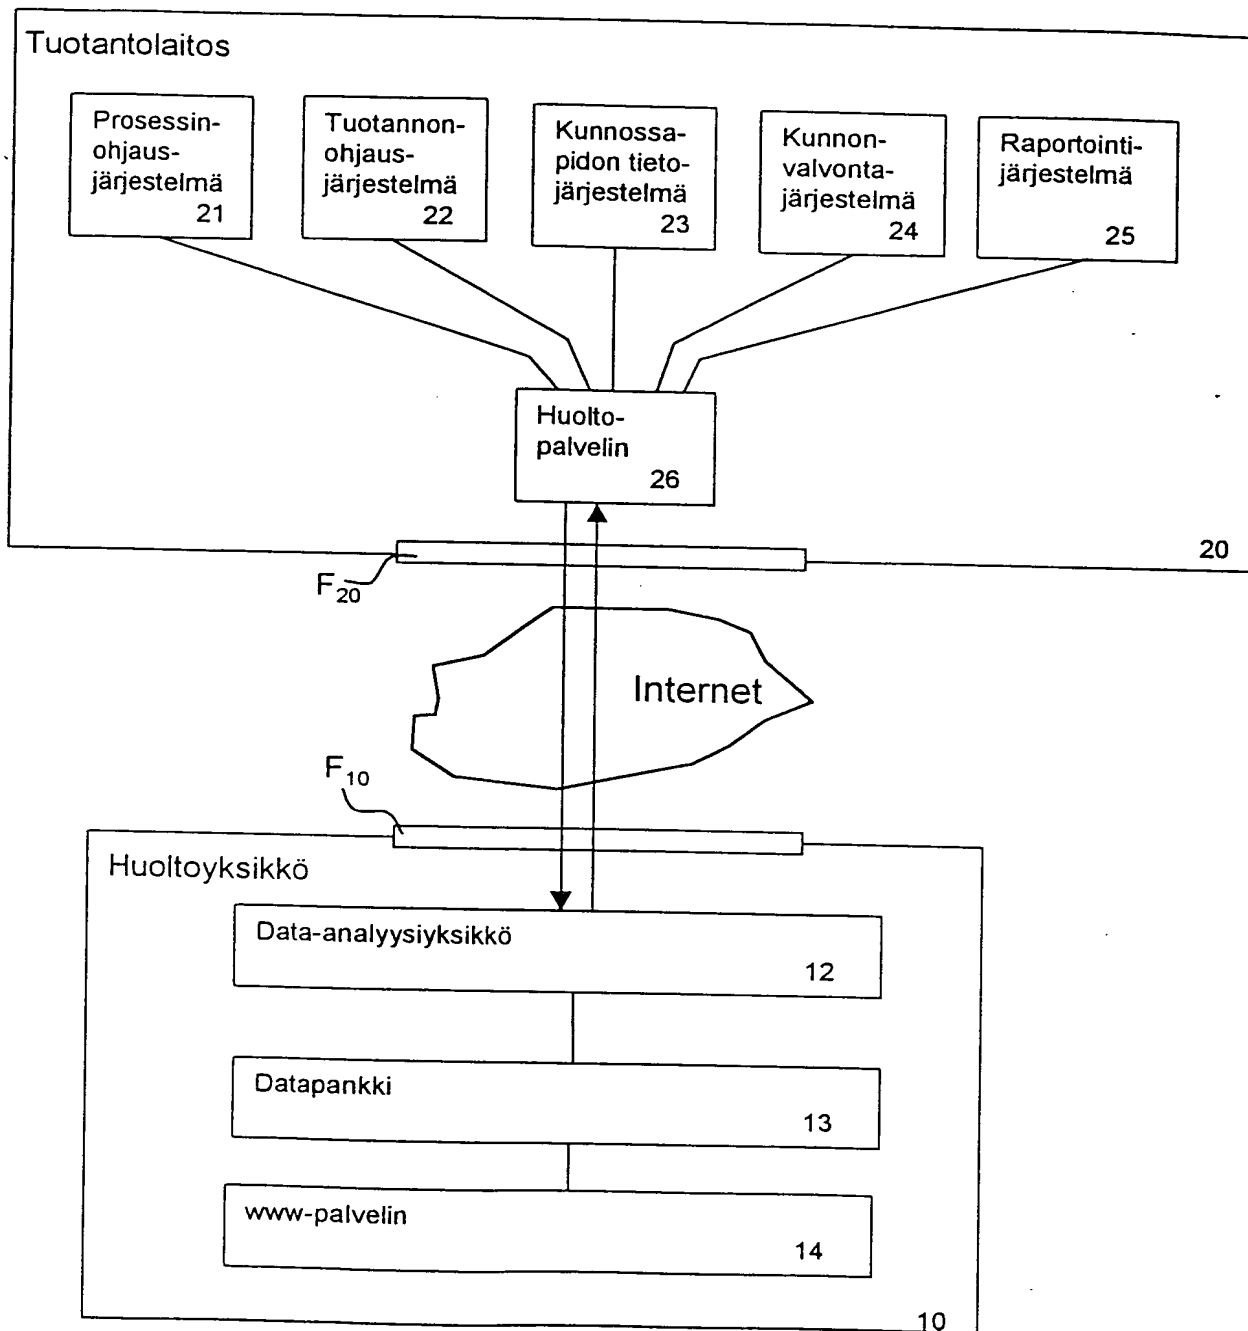 Tuotantolaitos
Prosessin-
ohjaus-
järjestelmä
21
Tuotannon-
ohjaus-
järjestelmä
22
Kunnossa-
pidon tieto-
järjestelmä
23
Kunnon-
valvonta-
järjestelmä
24
Raportointi-
järjestelmä
25
Huolto-
palvelin
26
20
F20
Internet
F10
Huoltoyksikkö
Data-analyysiyksikkö
12
Datapankki
13
www-palvelin
14
10